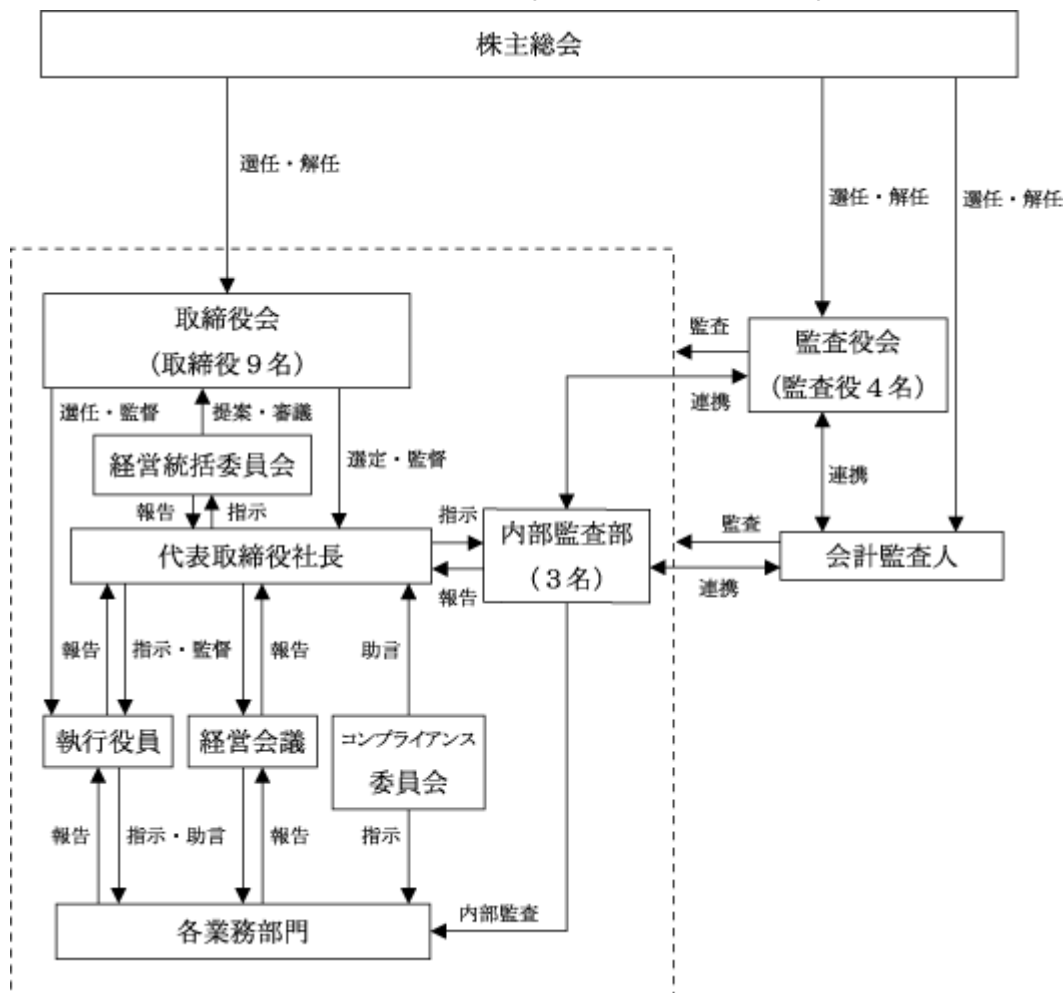 株主総会
選任・解任
選任・解任
選任・解任
取締役会
（取締役９名）
監査
監査役会
（監査役４名）
連携
選任・監督
提案・審議
経営統括委員会
選定・監督
連携
報告
指示
指示
内部監査部
（３名）
監査
代表取締役社長
会計監査人
報告
連携
報告
指示・監督
報告
助言
執行役員
経営会議
コンプライアンス
委員会
報告
指示・助言
報告
指示
各業務部門
内部監査